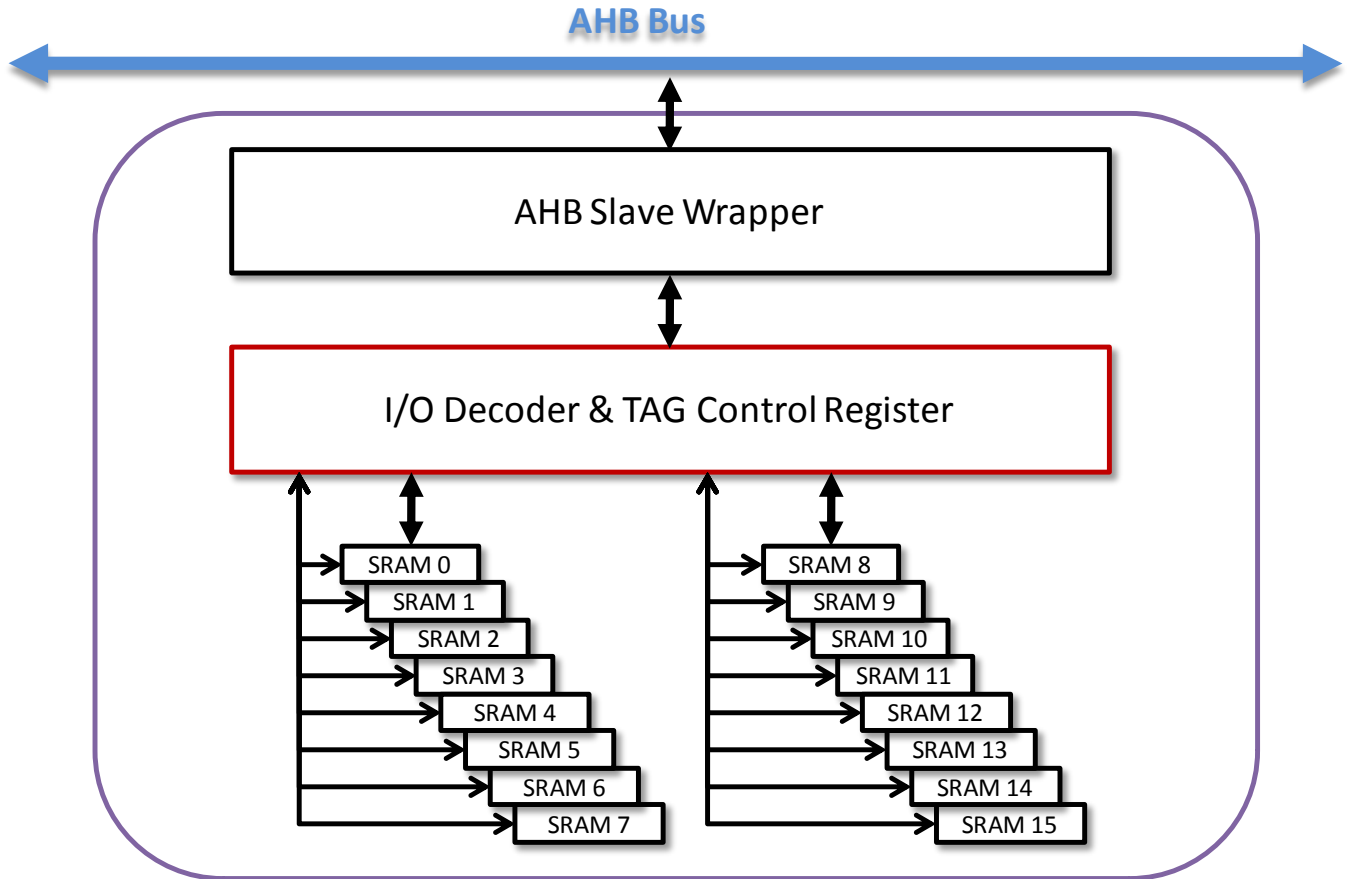 AHB Bus
AHB Slave Wrapper
I/O Decoder & TAG Control Register
SRAM 0
SRAM 1
SRAM 2
SRAM 3
SRAM 4
SRAM 5
SRAM 6
SRAM 7
SRAM 8
SRAM 9
SRAM 10
SRAM 11
SRAM 12
SRAM 13
SRAM 14
SRAM 15